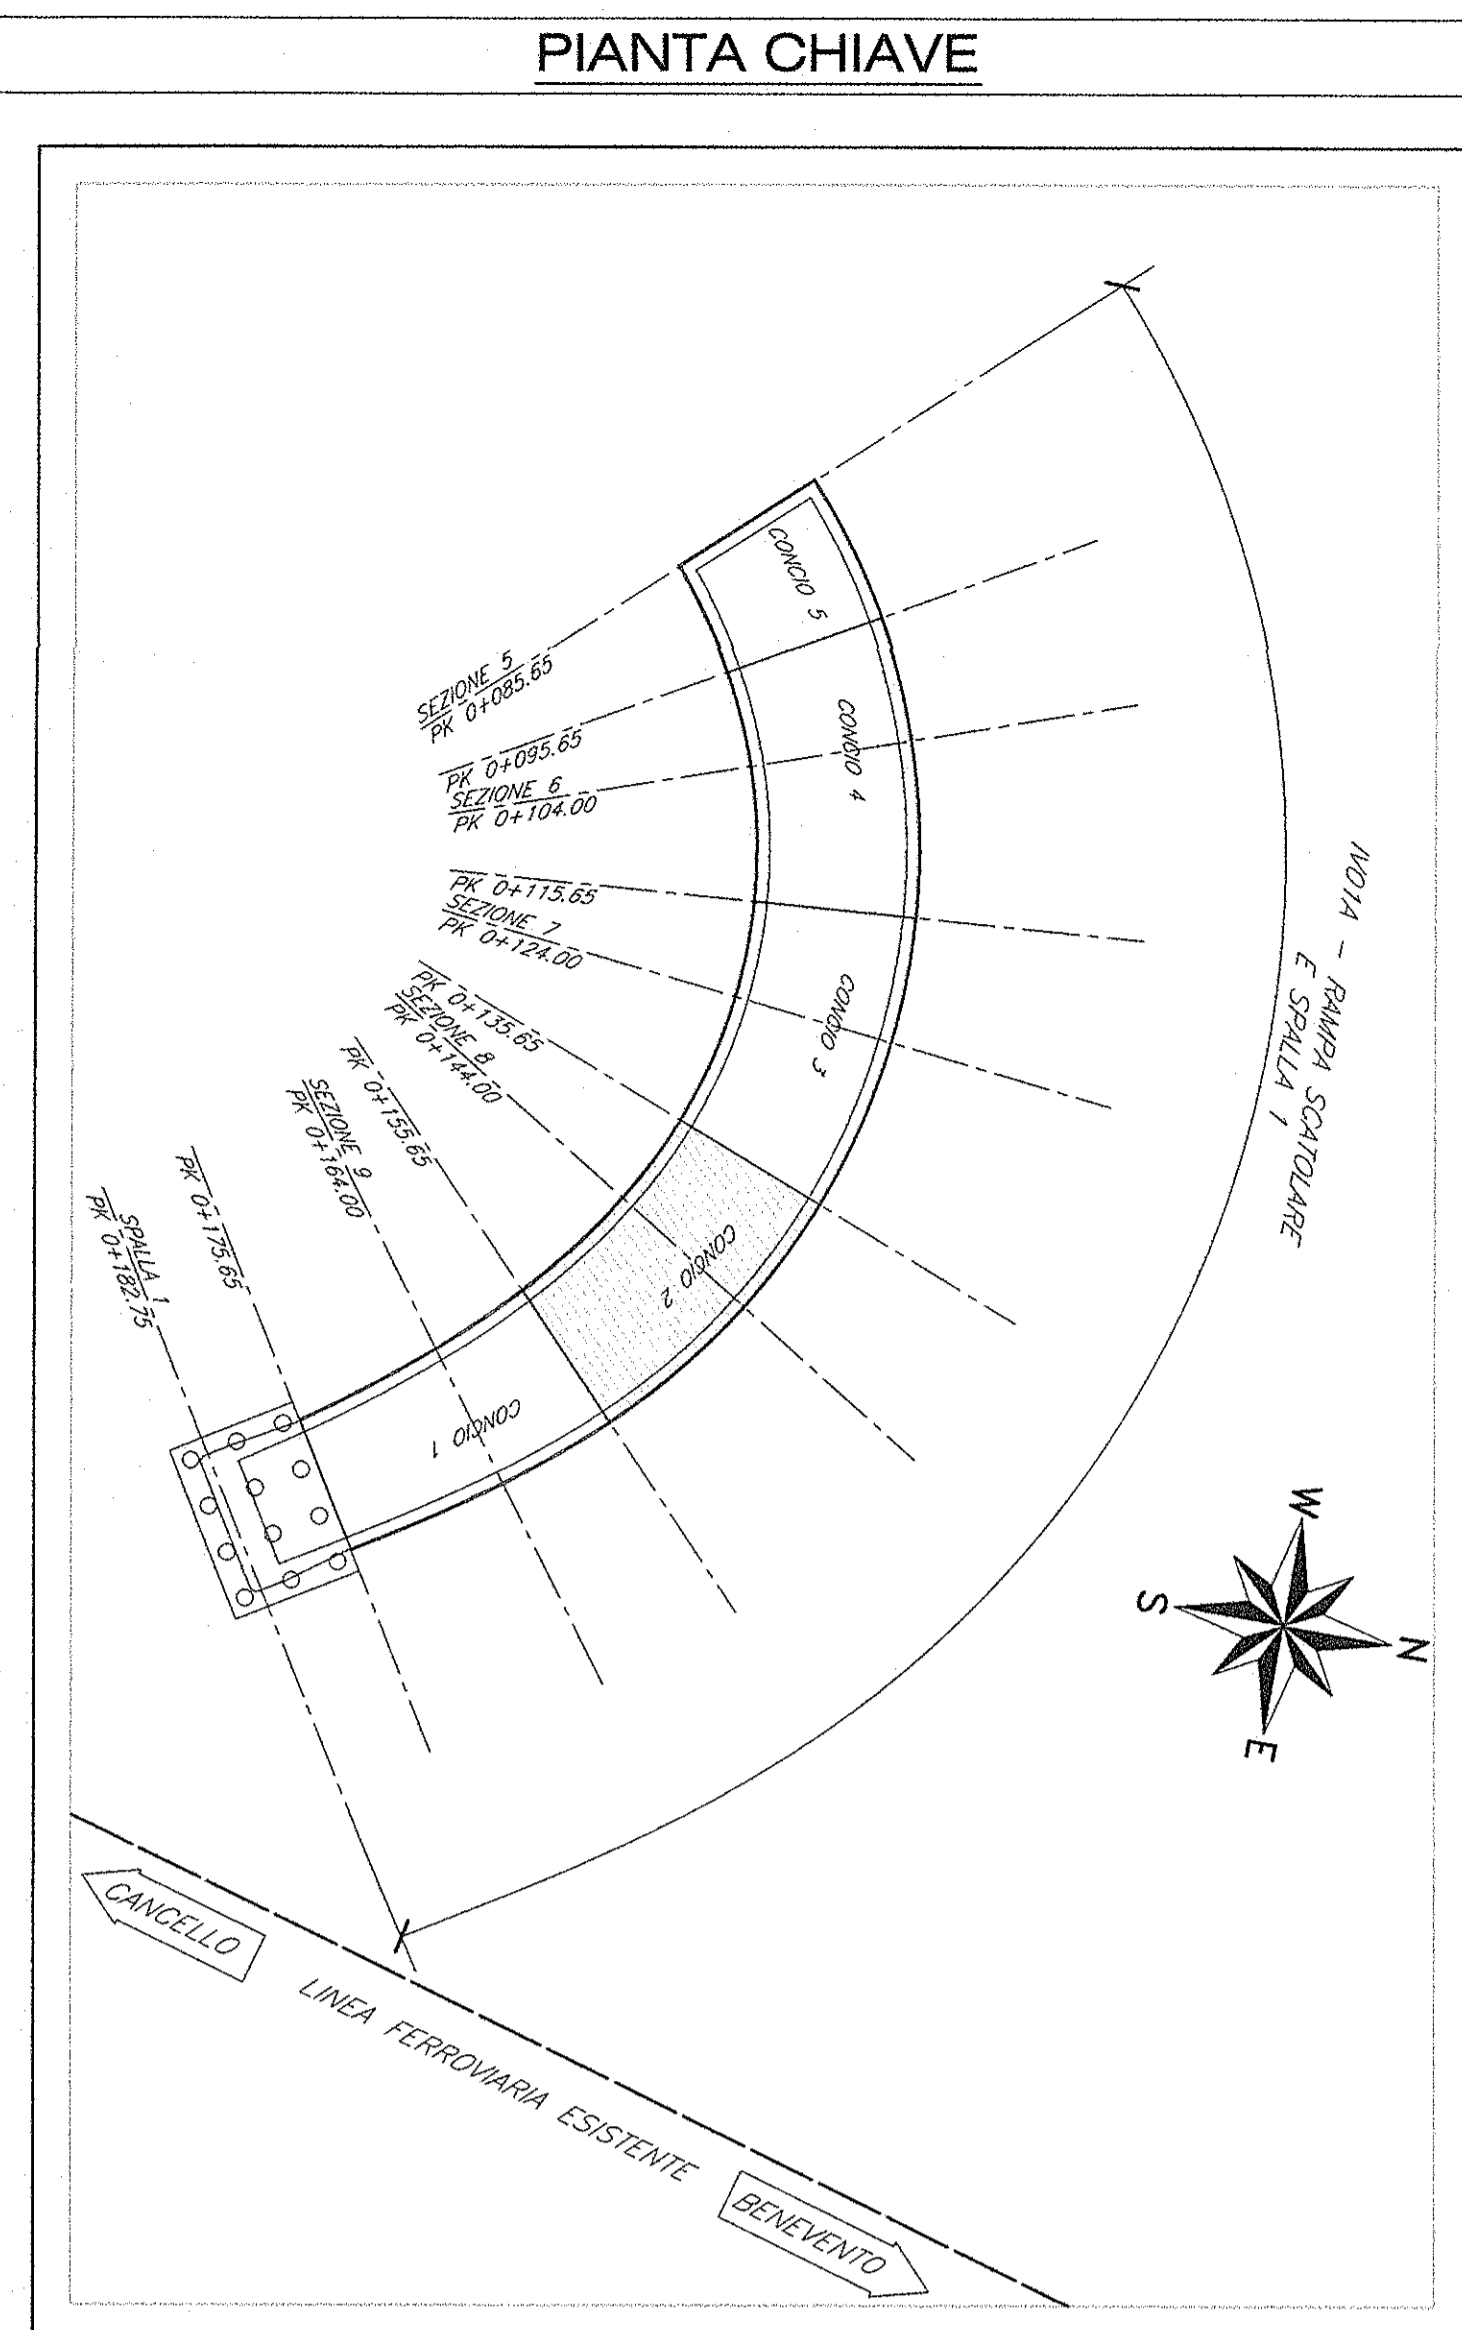 PIANTA CHIAVE
CONCIO 5
SEZIONE 5
PK 0+085.65
CONCIO 4
PK 0+095.65
SEZIONE 6
PK 0+104.00
PK 0+115.65
SEZIONE 7
PK 0+124.00
IV01A - RAMPA SCATOLARE
E SPALLA 1
CONCIO 3
PK 0+135.65
SEZIONE 8
PK 0+144.00
PK 0+155.65
SEZIONE 9
PK 0+164.00
PK 0+175.65
SPALLA 1
PK 0+182.75
CONCIO 2
CONCIO 1
W
S
N
E
CANCELLO
LINEA FERROVIARIA ESISTENTE
BENEVENTO